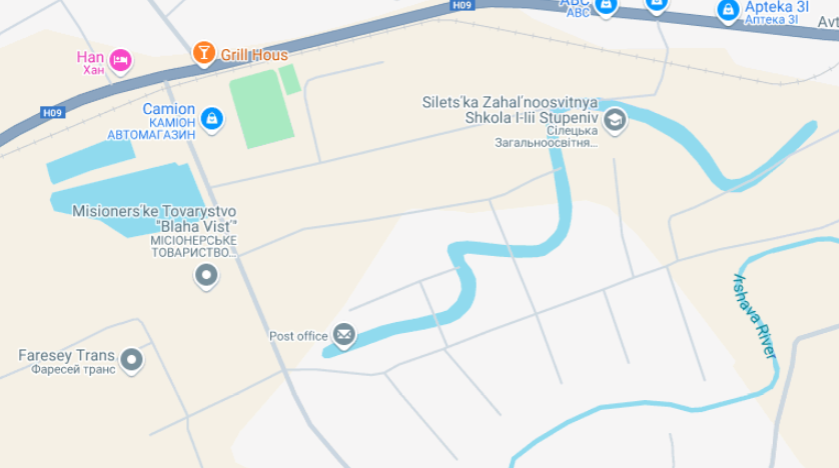 H09
ABC
ABC
Apteka 3I
Аптека 3I
Avt
Han
Хан
Grill Hous
H09
Camion
КАМІОН
АВТОМАГАЗИН
Silets'ka Zahal'noosvitnya
Shkola I-Iii Stupeniv
Сілецька
Загальноосвітня...
Misioners'ke Tovarystvo
"Blaha Vist'"
МІСІОНЕРСЬКЕ
ТОВАРИСТВО...
Irshava River
Post office
Faresey Trans
Фаресей транс